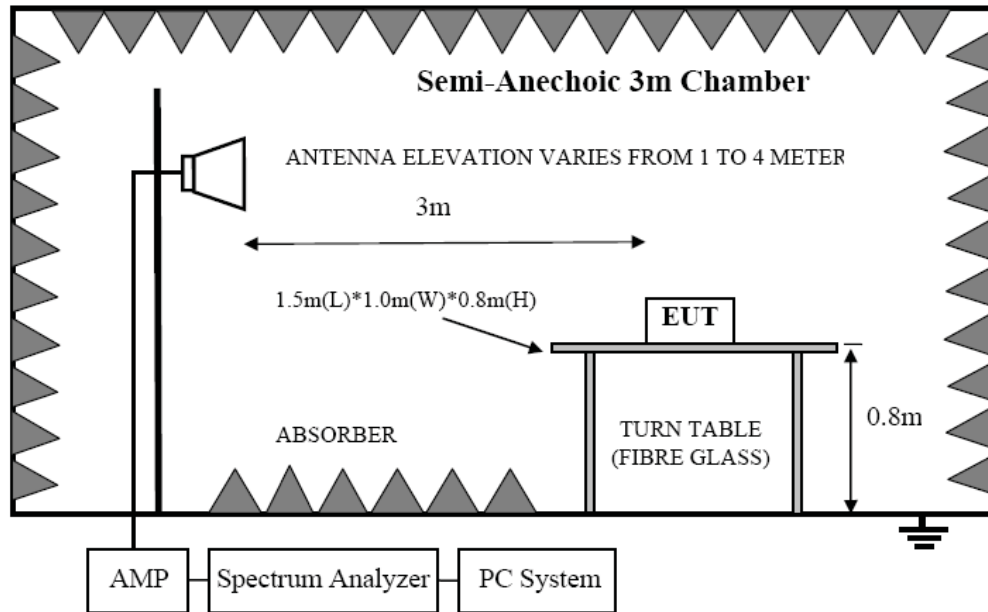 Semi-Anechoic 3m Chamber
ANTENNA ELEVATION VARIES FROM 1 TO 4 METER
3m
1.5m(L)*1.0m(W)*0.8m(H)
EUT
0.8m
ABSORBER
TURN TABLE
(FIBRE GLASS)
AMP
Spectrum Analyzer
PC System